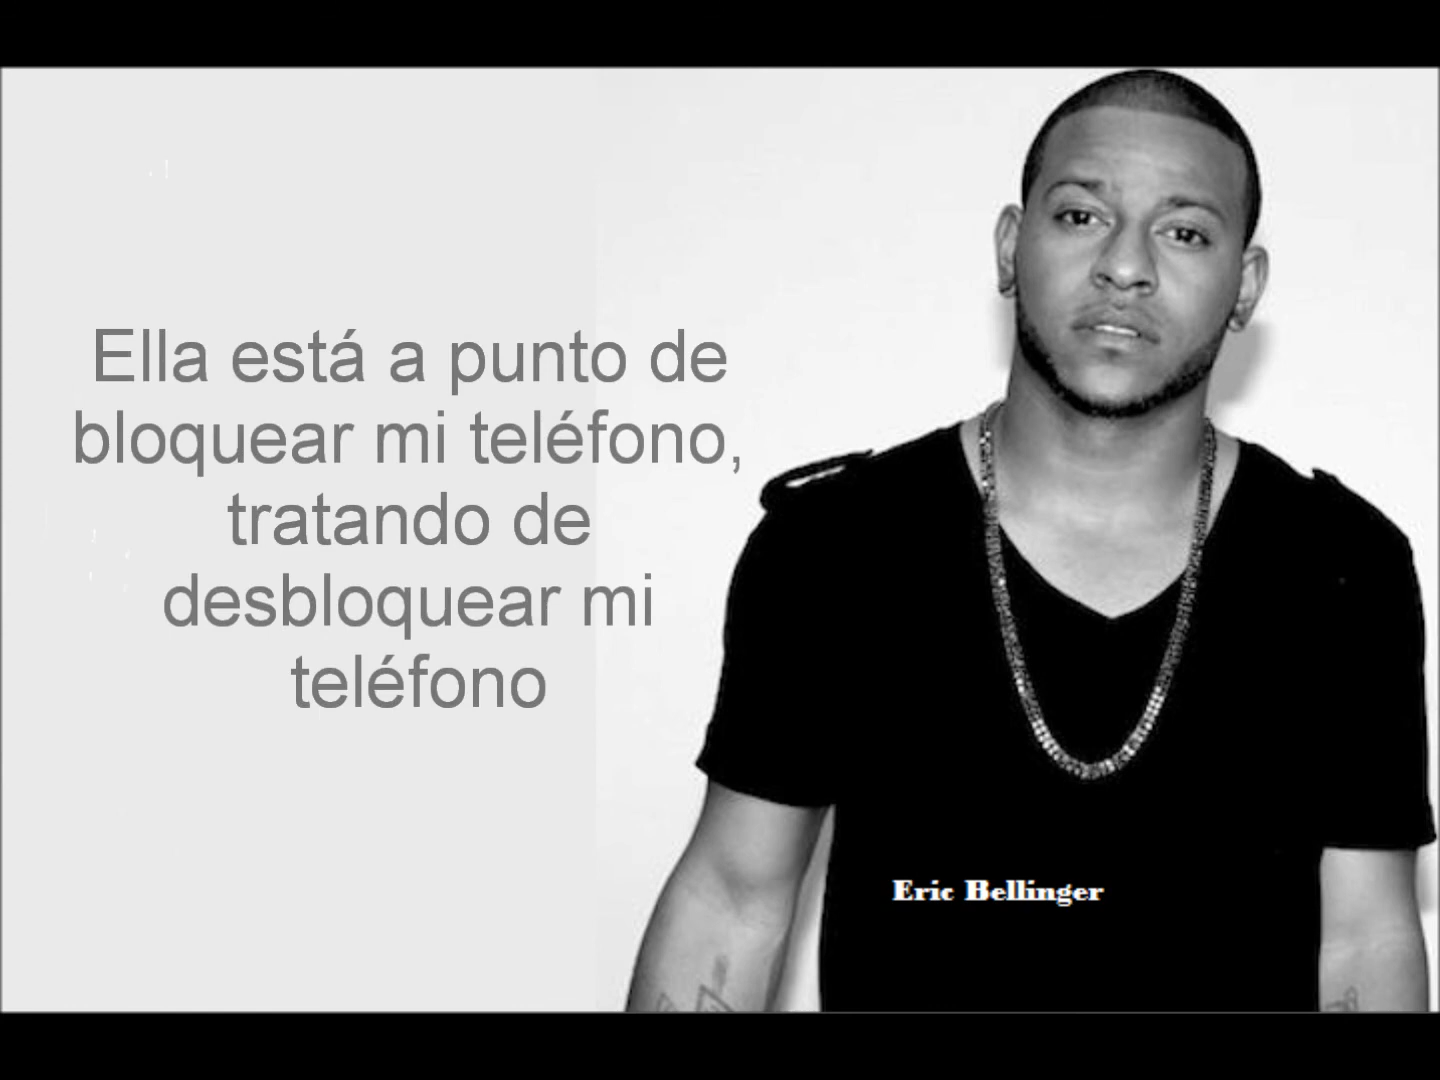 Ella está a punto de
bloquear mi teléfono,
tratando de
desbloquear mi
teléfono
Eric Bellinger